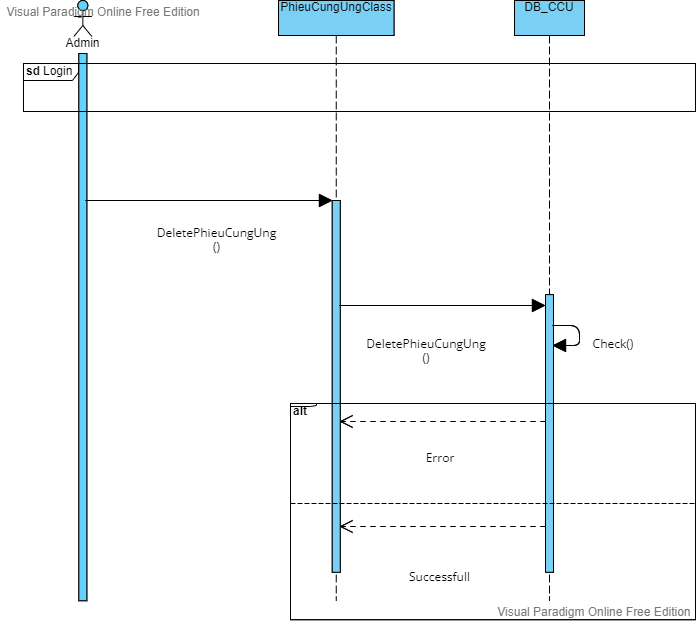 Visual Paradigm Online Free Edition
PhieuCungUngClass
DB_CCU
Admin
sd Login
DeletePhieuCungUng
()
DeletePhieuCungUng
()
Check()
alt
Error
Successfull
Visual Paradigm Online Free Edition